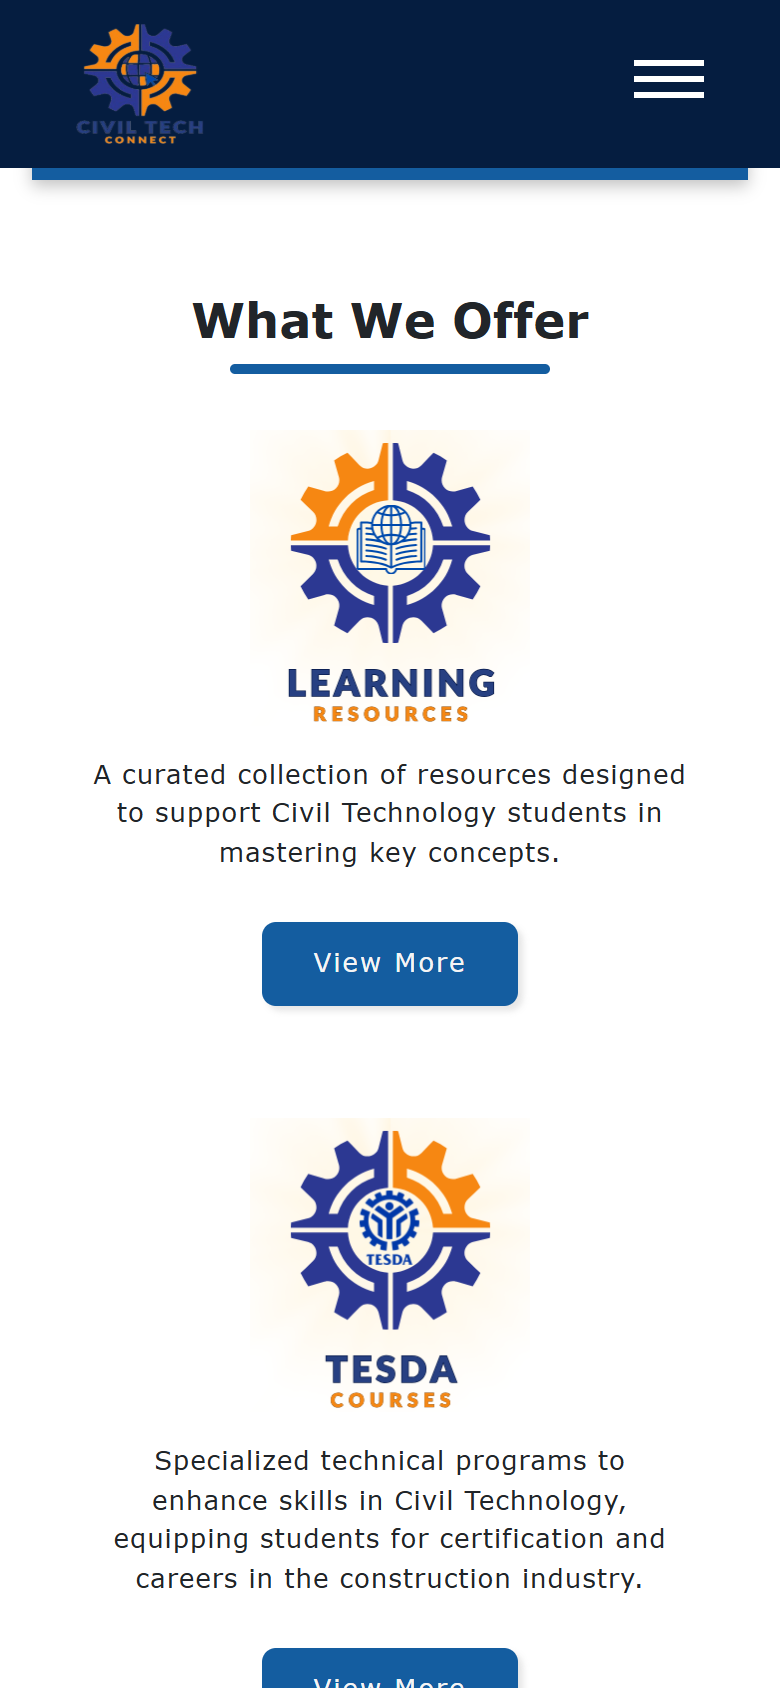 CIVIL TECH
CONNECT
What We Offer
LEARNING
RESOURCES
A curated collection of resources designed
to support Civil Technology students in
mastering key concepts.
View More
TESDA
TESDA
COURSES
Specialized technical programs to
enhance skills in Civil Technology,
equipping students for certification and
careers in the construction industry.
View More